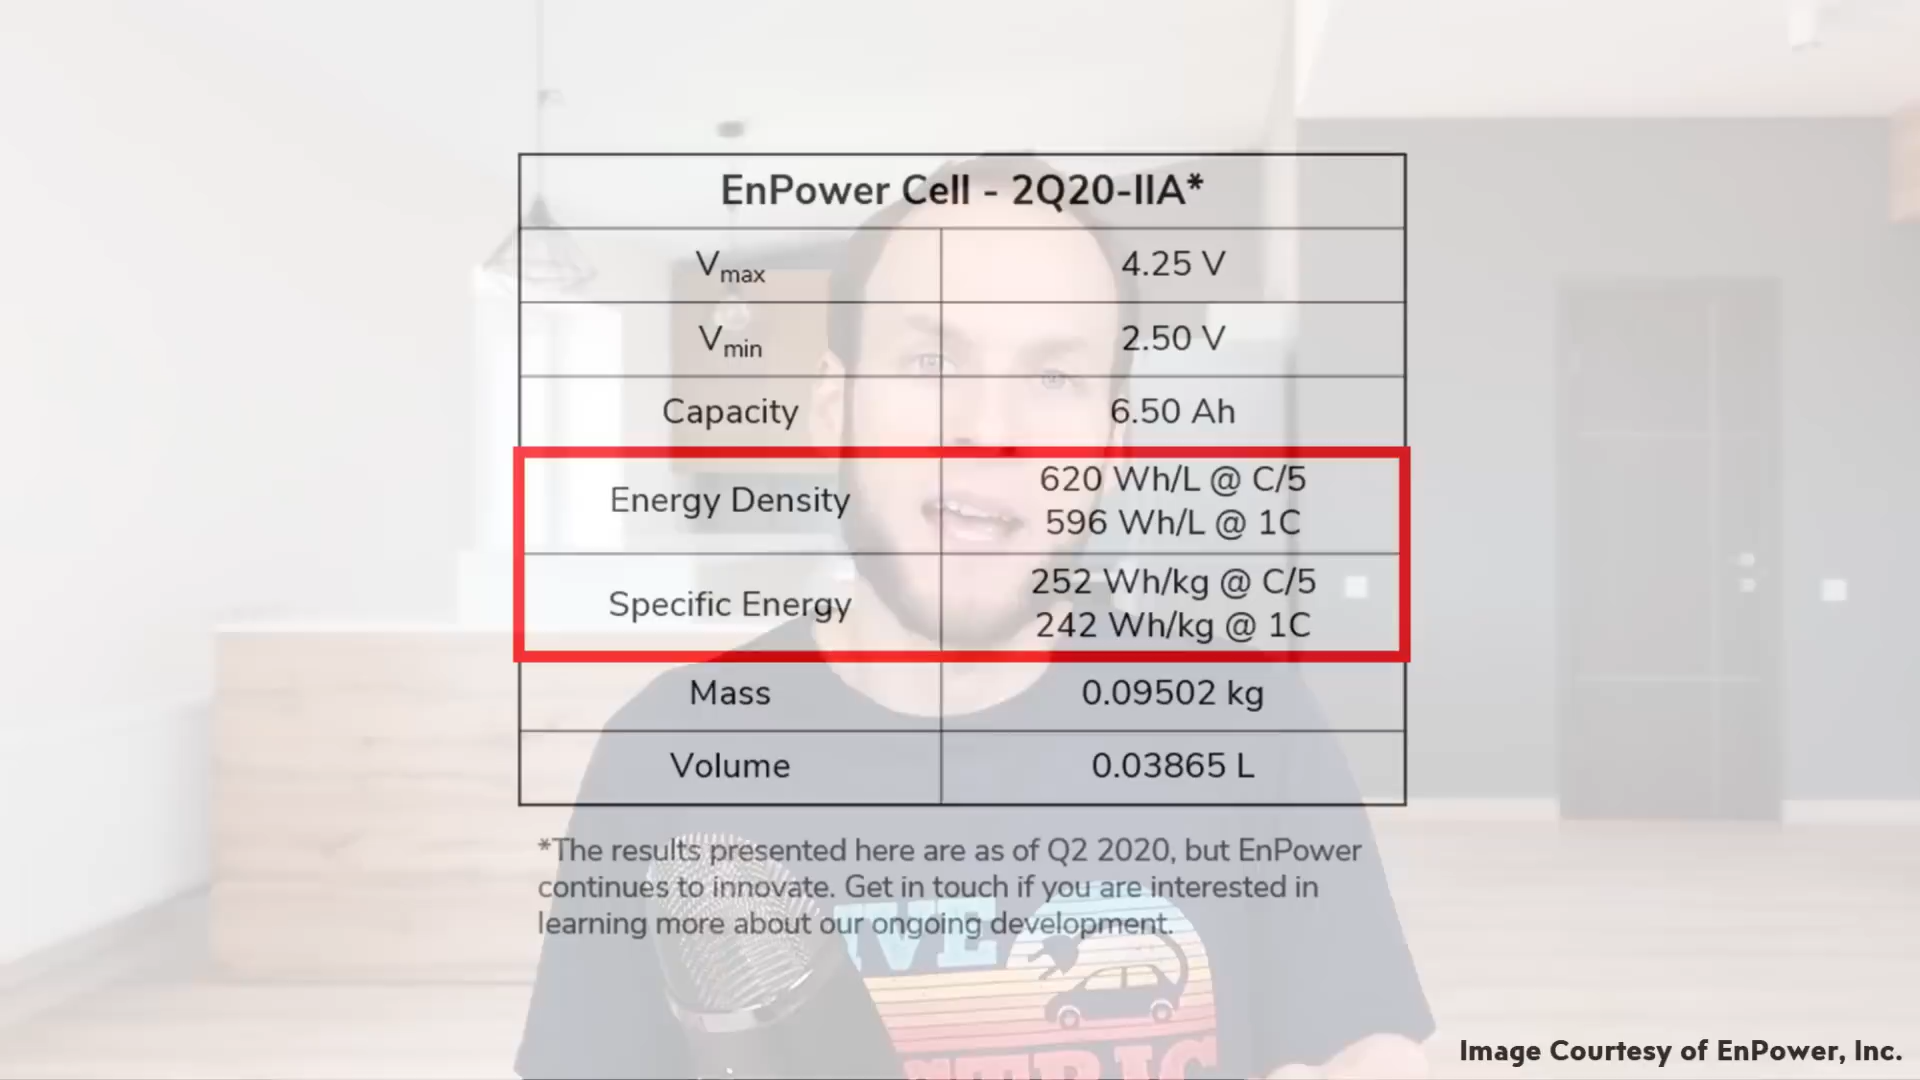 EnPower Cell - 2Q20-IIA*
Vmax 4.25 V
Vmin 2.50 V
Capacity 6.50 Ah
Energy Density 620 Wh/L @ C/5
596 Wh/L @ 1C
Specific Energy 252 Wh/kg @ C/5
242 Wh/kg @ 1C
Mass 0.09502 kg
Volume 0.03865 L
*The results presented here are as of Q2 2020, but EnPower
continues to innovate. Get in touch if you are interested in
learning more about our ongoing development.
Image Courtesy of EnPower, Inc.